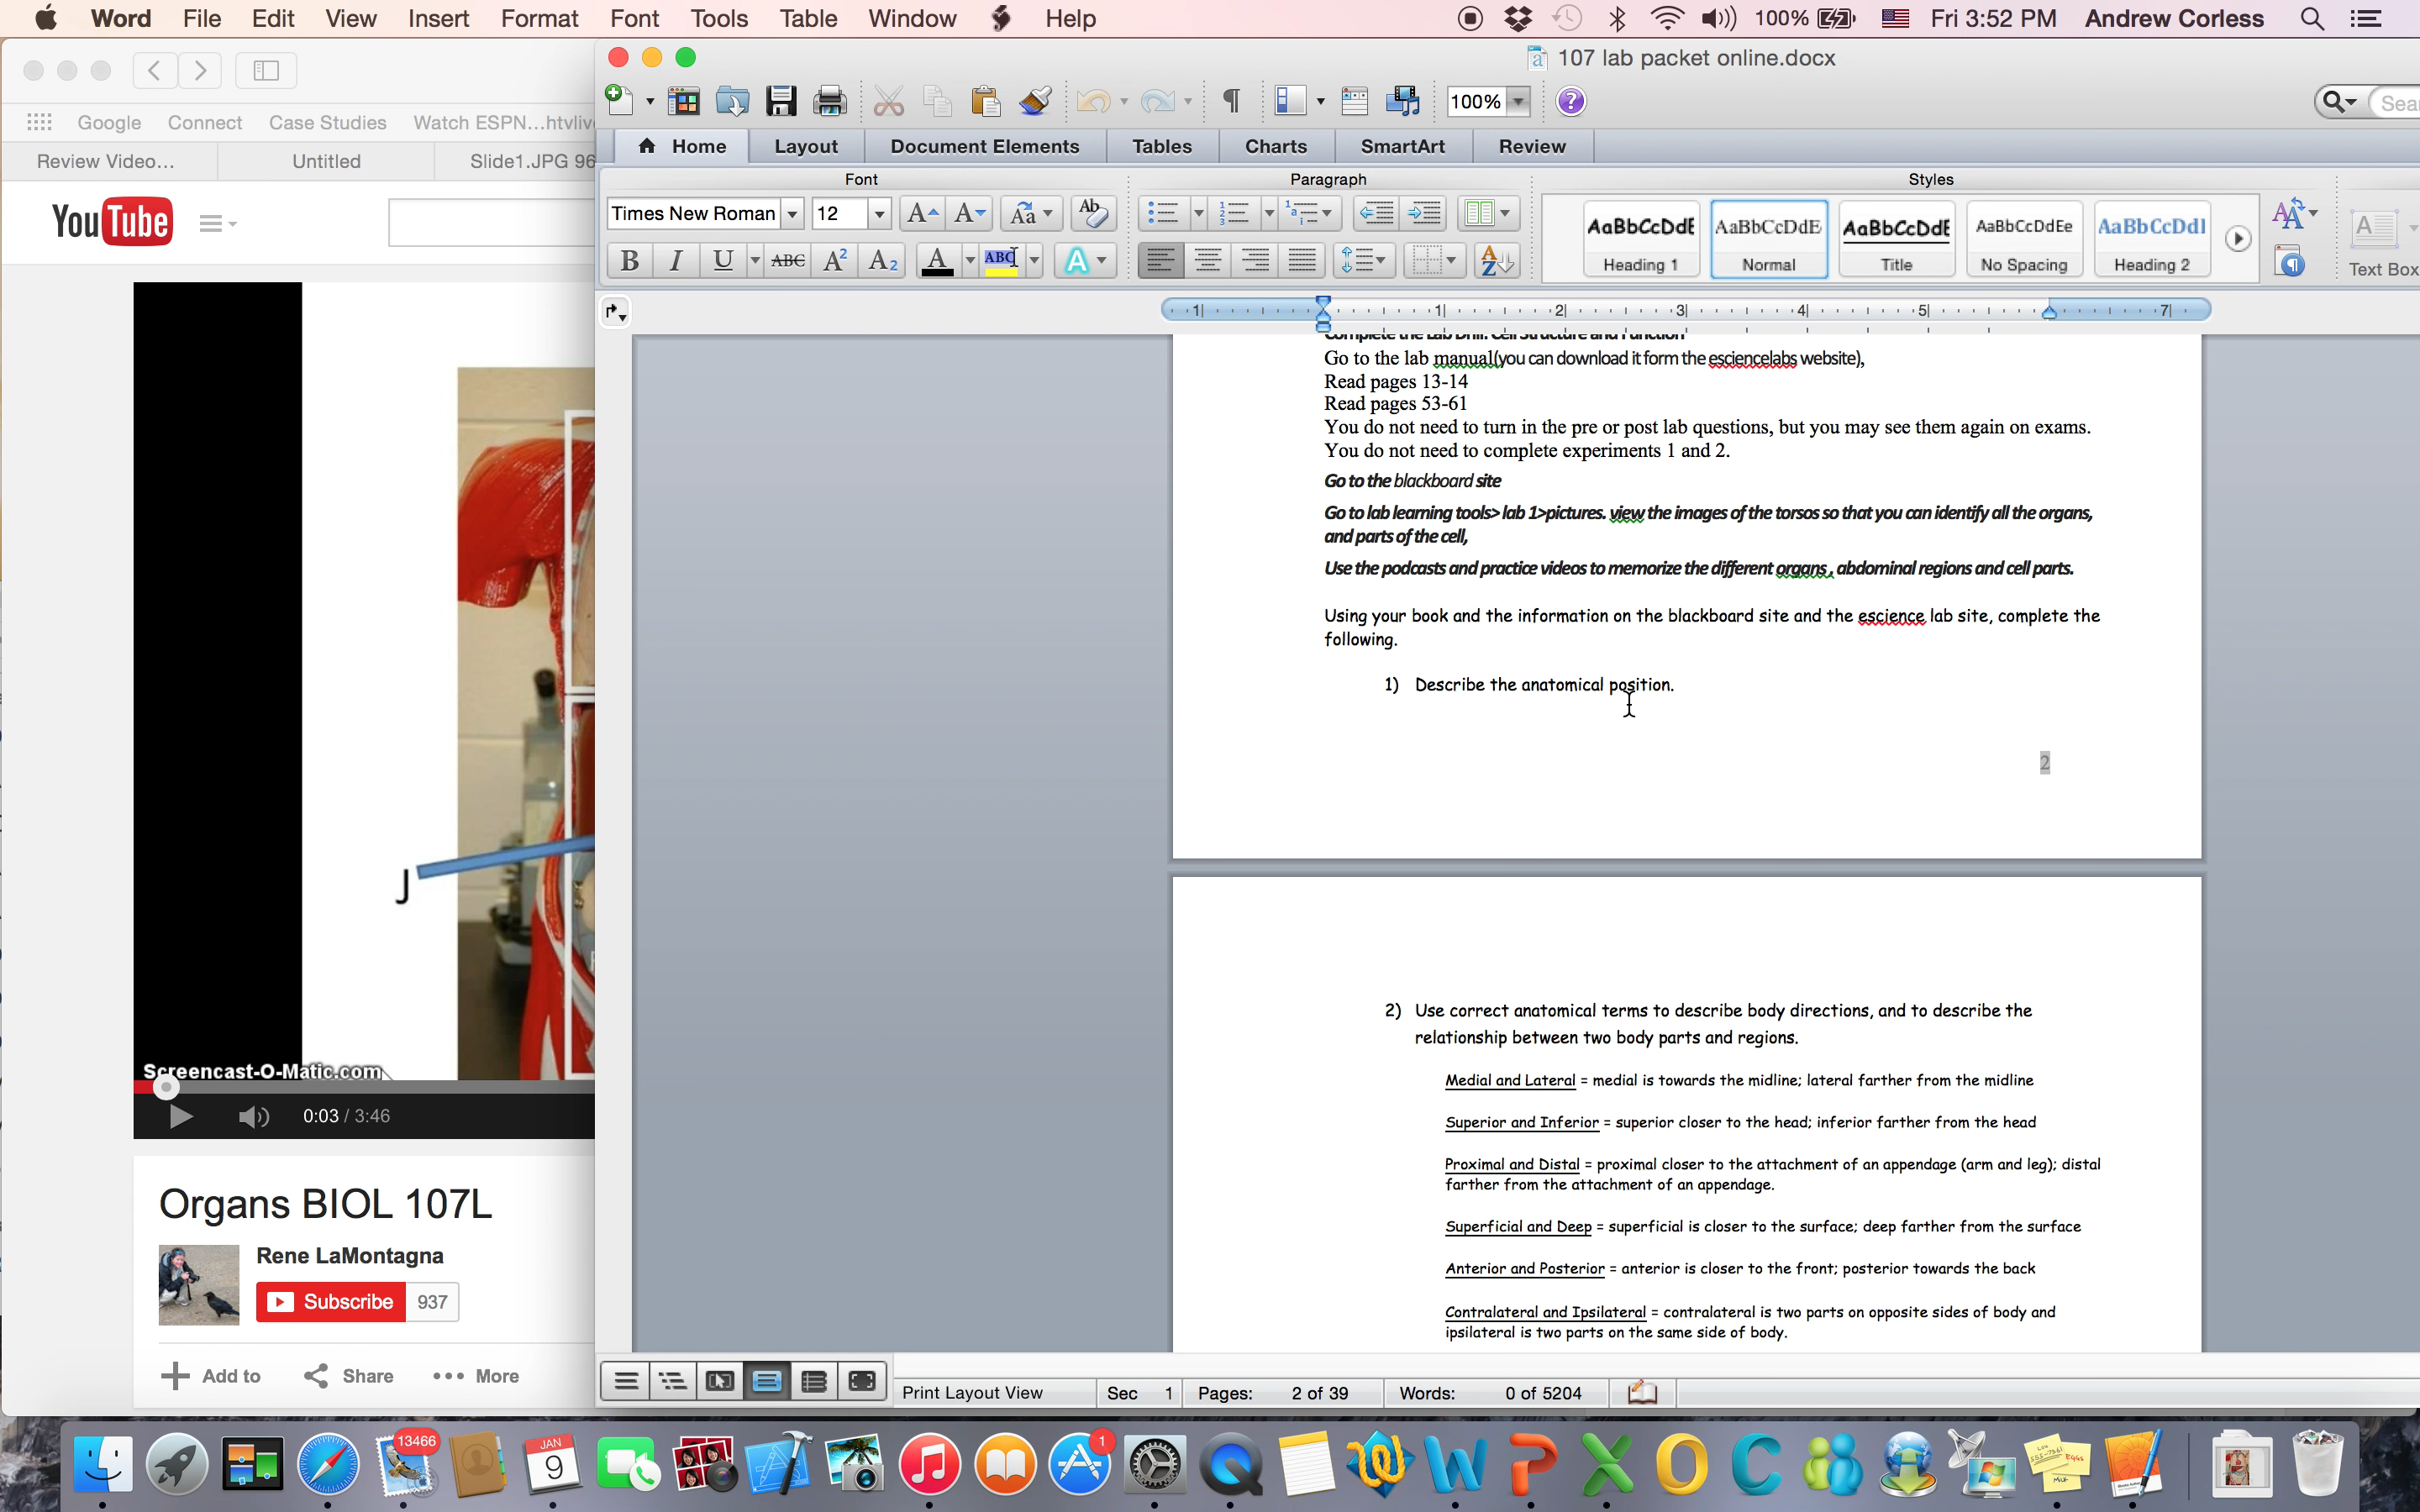 Word File Edit View Insert Format Font Tools Table Window Help 100% Fri 3:52 PM Andrew Corless
107 lab packet online.docx
100%
Google Connect Case Studies Watch ESPN...htvliv
Home Layout Document Elements Tables Charts SmartArt Review
Review Video... Untitled Slide1.JPG 96
Font Paragraph Styles
YouTube
Times New Roman 12
AaBbCcDdE AaBbCcDdE AaBbCcDdE AaBbCcDdEe AaBbCcDdI
Heading 1 Normal Title No Spacing Heading 2 Text Box
Complete the Lab Drill: Cell Structure and Function
Go to the lab manual(you can download it form the esciencelabs website),
Read pages 13-14
Read pages 53-61
You do not need to turn in the pre or post lab questions, but you may see them again on exams.
You do not need to complete experiments 1 and 2.
Go to the blackboard site
Go to lab learning tools> lab 1>pictures. view the images of the torsos so that you can identify all the organs,
and parts of the cell,
Use the podcasts and practice videos to memorize the different organs , abdominal regions and cell parts.
Using your book and the information on the blackboard site and the escience lab site, complete the
following.
1) Describe the anatomical position.
2
J
2) Use correct anatomical terms to describe body directions, and to describe the
relationship between two body parts and regions.
Medial and Lateral = medial is towards the midline; lateral farther from the midline
Superior and Inferior = superior closer to the head; inferior farther from the head
Proximal and Distal = proximal closer to the attachment of an appendage (arm and leg); distal
farther from the attachment of an appendage.
Superficial and Deep = superficial is closer to the surface; deep farther from the surface
Anterior and Posterior = anterior is closer to the front; posterior towards the back
Contralateral and Ipsilateral = contralateral is two parts on opposite sides of body and
ipsilateral is two parts on the same side of body.
Screencast-O-Matic.com
0:03 / 3:46
Organs BIOL 107L
Rene LaMontagna
Subscribe 937
Add to Share More
Print Layout View Sec 1 Pages: 2 of 39 Words: 0 of 5204
13466
JAN
9
1